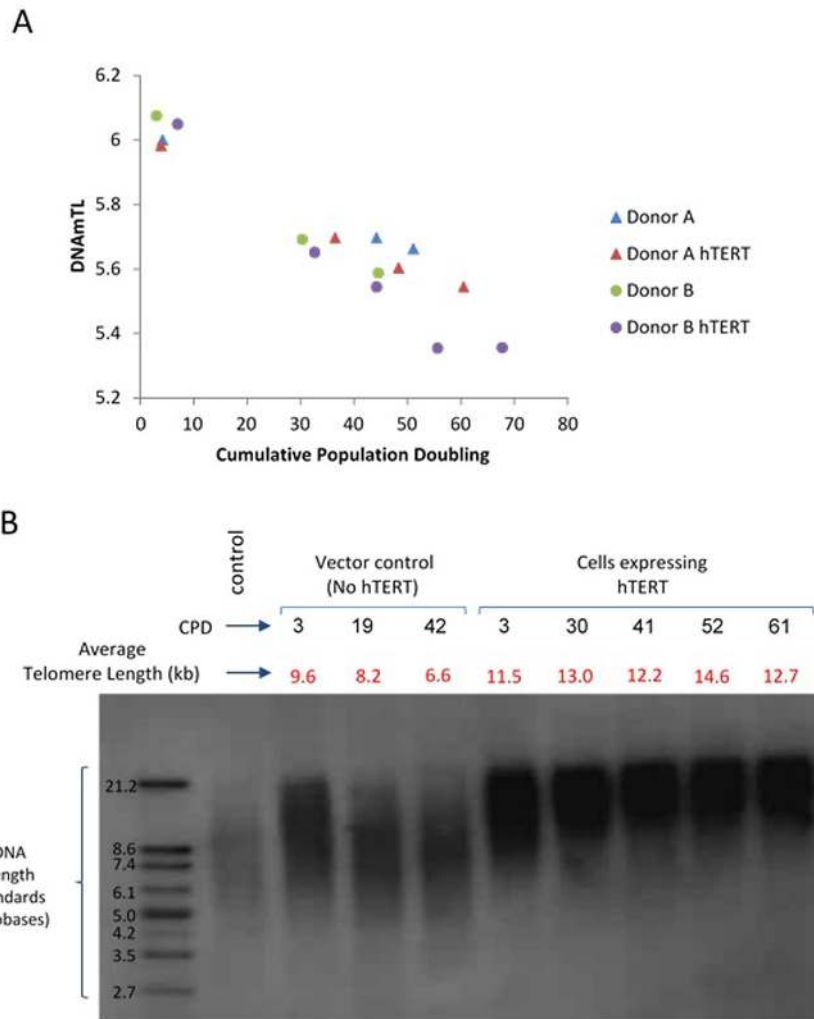 A
6.2
6
5.8
5.6
5.4
5.2
DNAmTL
0 10 20 30 40 50 60 70 80
Cumulative Population Doubling
Donor A
Donor A hTERT
Donor B
Donor B hTERT
B
control
Vector control
(No hTERT)
Cells expressing
hTERT
CPD 3 19 42 3 30 41 52 61
Average
Telomere Length (kb) 9.6 8.2 6.6 11.5 13.0 12.2 14.6 12.7
21.2
8.6
7.4
6.1
5.0
4.2
3.5
2.7